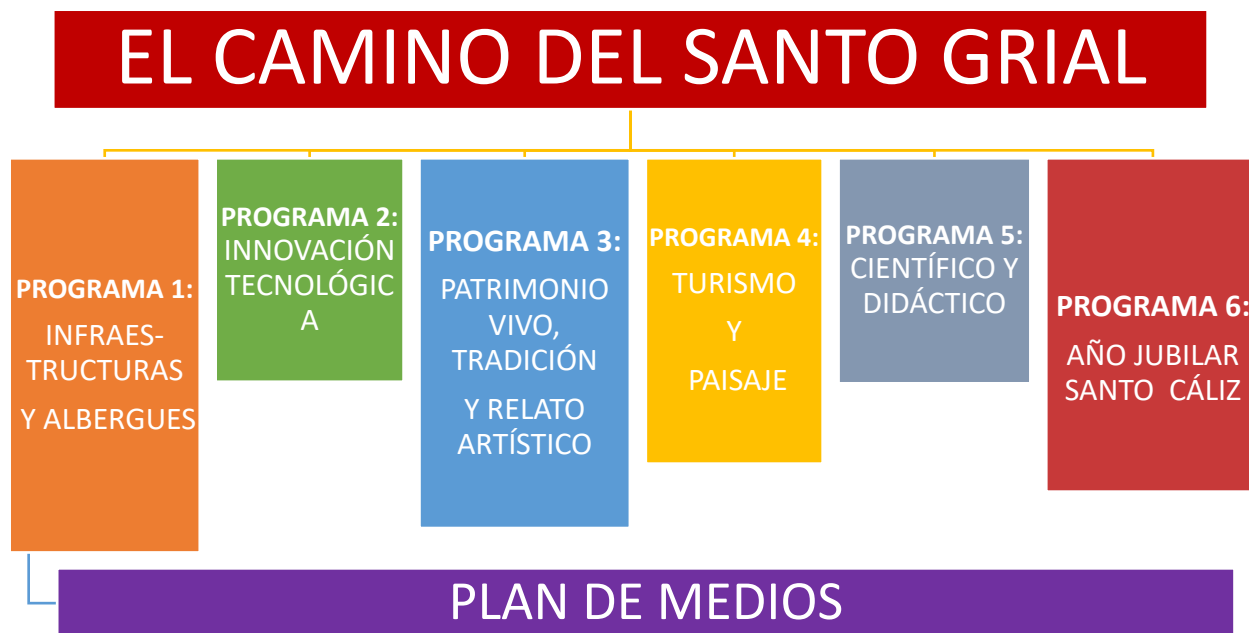 EL CAMINO DEL SANTO GRIAL
PROGRAMA 1:
INFRAES-
TRUCTURAS
Y ALBERGUES
PROGRAMA 2:
INNOVACIÓN
TECNOLÓGIC
A
PROGRAMA 3:
PATRIMONIO
VIVO,
TRADICIÓN
Y RELATO
ARTÍSTICO
PROGRAMA 4:
TURISMO
Y
PAISAJE
PROGRAMA 5:
CIENTÍFICO Y
DIDÁCTICO
PROGRAMA 6:
AÑO JUBILAR
SANTO CÁLIZ
PLAN DE MEDIOS